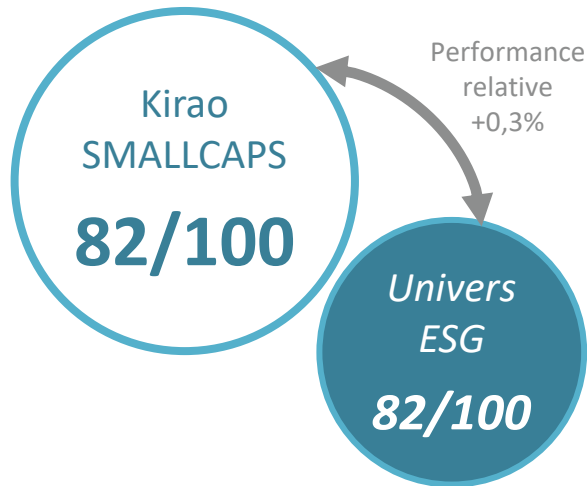 Kirao
SMALLCAPS
82/100
Performance
relative
+0,3%
Univers
ESG
82/100